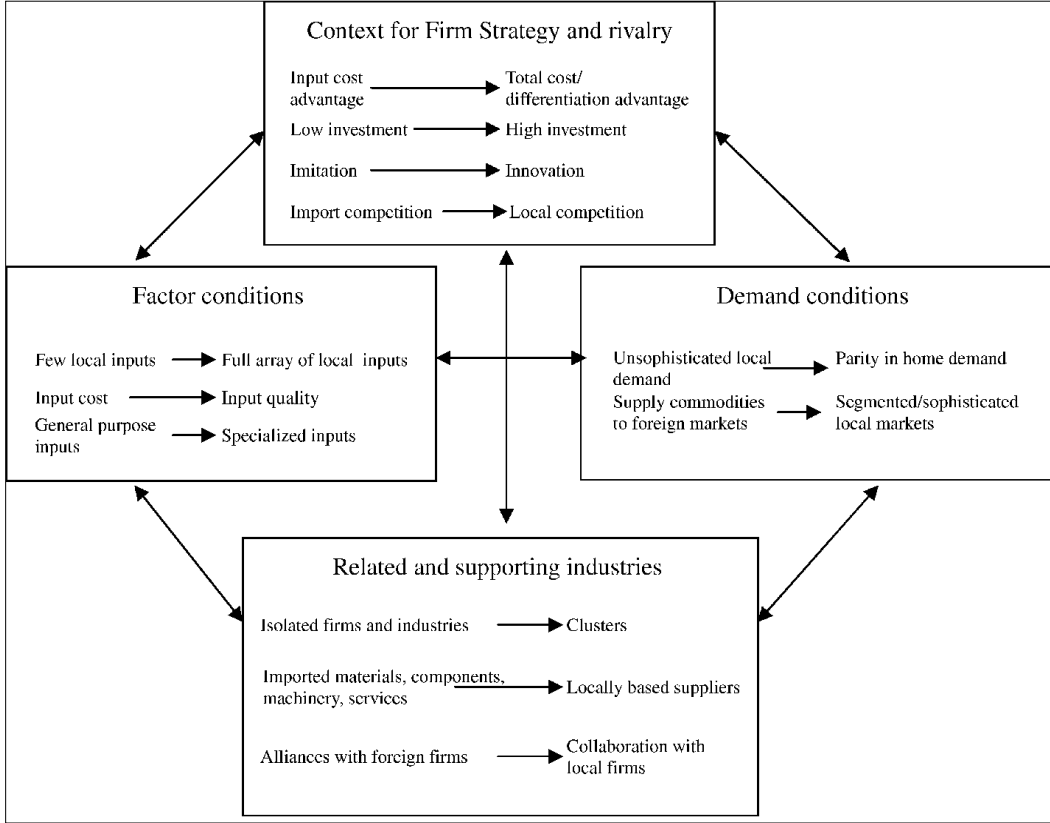 Context for Firm Strategy and rivalry
Input cost
advantage
Total cost/
differentiation advantage
Low investment
High investment
Imitation
Innovation
Import competition
Local competition
Factor conditions
Few local inputs
Full array of local inputs
Input cost
Input quality
General purpose
inputs
Specialized inputs
Demand conditions
Unsophisticated local
demand
Parity in home demand
Supply commodities
to foreign markets
Segmented/sophisticated
local markets
Related and supporting industries
Isolated firms and industries
Clusters
Imported materials, components,
machinery, services
Locally based suppliers
Alliances with foreign firms
Collaboration with
local firms